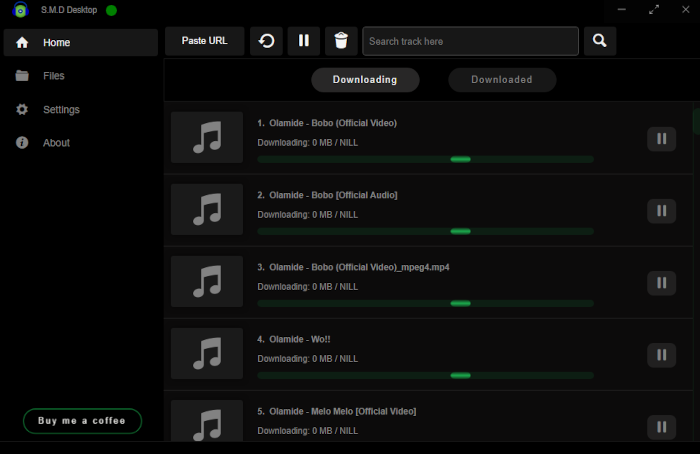 S.M.D Desktop
Home
Files
Settings
About
Buy me a coffee
Paste URL
Search track here
Downloading
Downloaded
1. Olamide - Bobo (Official Video)
Downloading: 0 MB / NILL
2. Olamide - Bobo [Official Audio]
Downloading: 0 MB / NILL
3. Olamide - Bobo (Official Video)_mpeg4.mp4
Downloading: 0 MB / NILL
4. Olamide - Wo!!
Downloading: 0 MB / NILL
5. Olamide - Melo Melo [Official Video]
Downloading: 0 MB / NILL